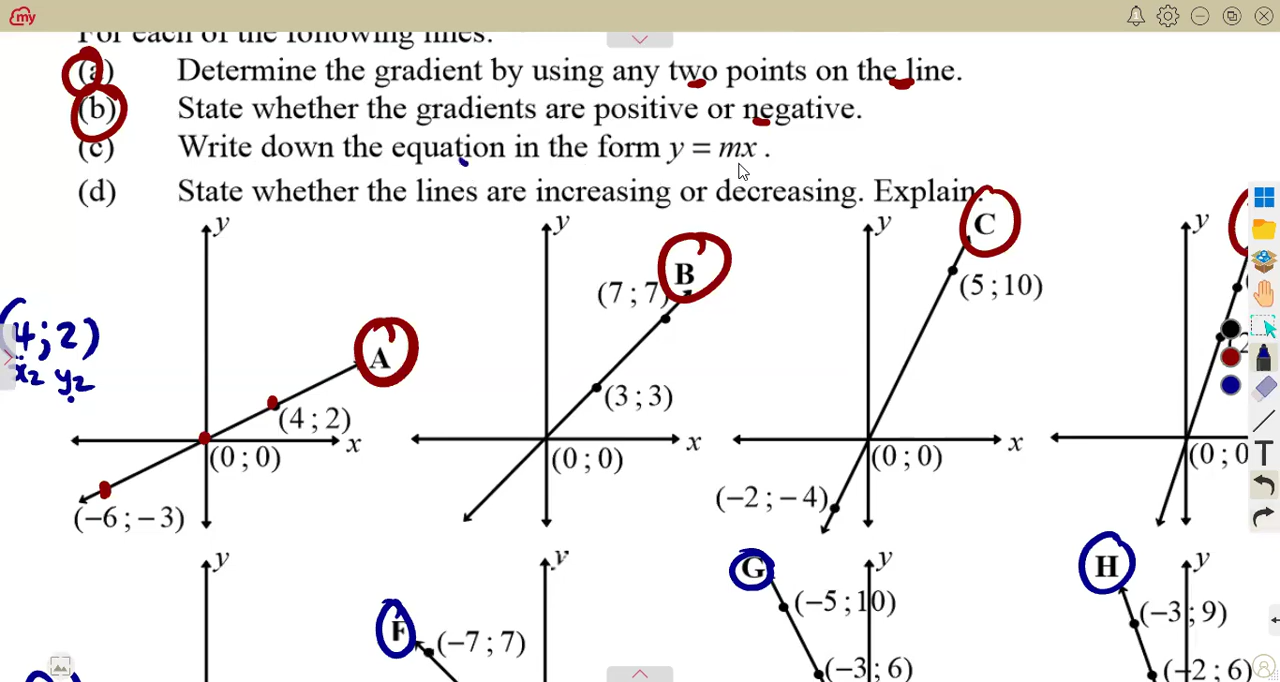 my
For each of the following lines:
(a) Determine the gradient by using any two points on the line.
(b) State whether the gradients are positive or negative.
(c) Write down the equation in the form y = mx .
(d) State whether the lines are increasing or decreasing. Explain.
y y C y
B
(7 ; 7) (5 ; 10)
(4 ; 2)
x2 y2
A
(4 ; 2) (3 ; 3)
x x x
(0 ; 0) (0 ; 0) (0 ; 0) (0 ; 0
(−6 ; −3) (−2 ; −4)
y y G y H y
(−5 ; 10) (−3 ; 9)
F (−7 ; 7)
(−3 ; 6) (−2 ; 6)
T